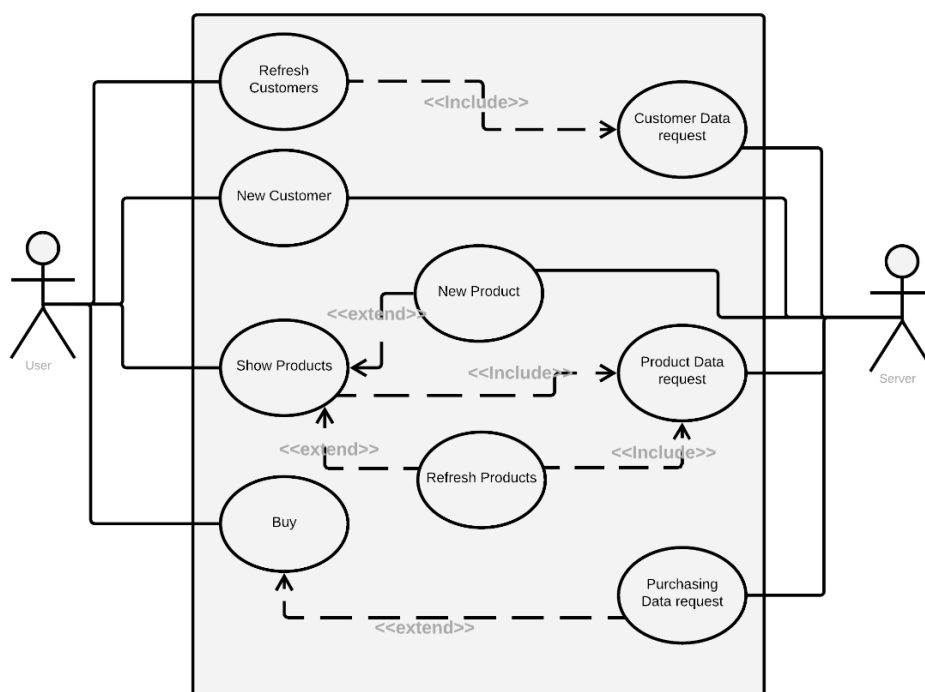 Refresh
Customers
<<Include>>
Customer Data
request
New Customer
New Product
<<extend>>
User
Show Products
<<Include>>
Product Data
request
Server
<<extend>>
<<Include>>
Refresh Products
Buy
Purchasing
Data request
<<extend>>